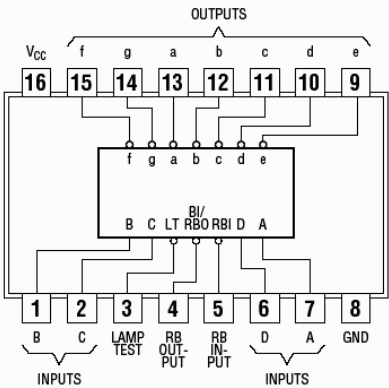 OUTPUTS
VCC f g a b c d e
16 15 14 13 12 11 10 9
f g a b c d e
BI/
B C LT RBO RBI D A
1 2 3 4 5 6 7 8
B C LAMP RB RB D A GND
TEST OUT- IN-
PUT PUT
INPUTS INPUTS